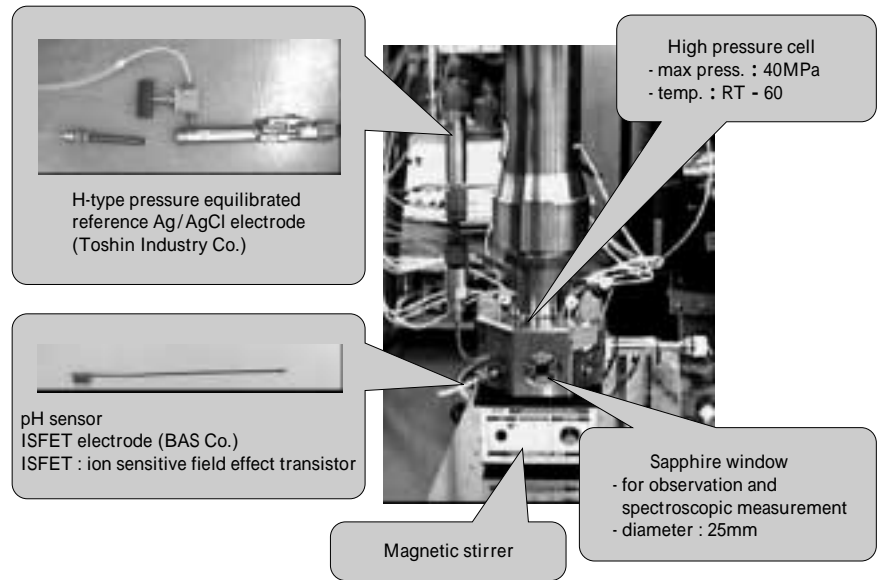 H-type pressure equilibrated
reference Ag/AgCl electrode
(Toshin Industry Co.)
High pressure cell
- max press. : 40MPa
- temp. : RT - 60
pH sensor
ISFET electrode (BAS Co.)
ISFET : ion sensitive field effect transistor
Sapphire window
- for observation and
spectroscopic measurement
- diameter : 25mm
Magnetic stirrer